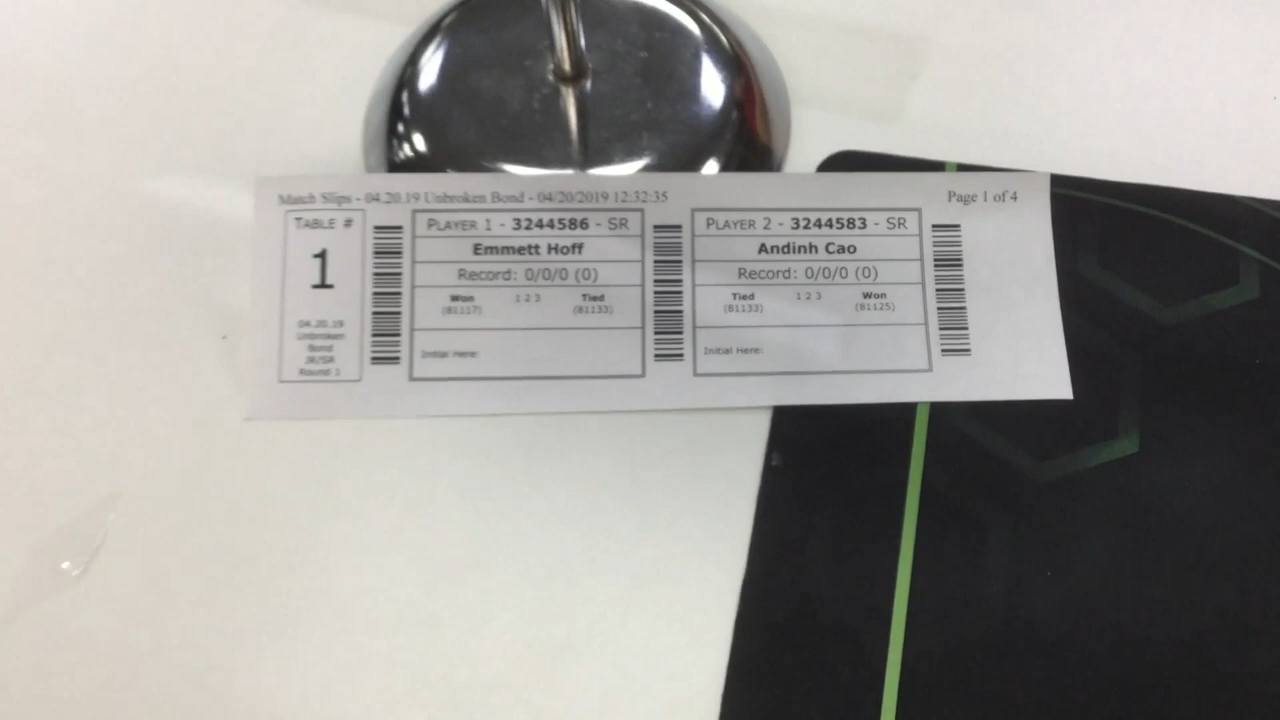 Match Slips - 04.20.19 Unbroken Bond - 04/20/2019 12:32:35
Page 1 of 4
TABLE #
1
04.20.19
Unbroken
Bond
JR/SR
Round 1
PLAYER 1 - 3244586 - SR
Emmett Hoff
Record: 0/0/0 (0)
Won 1 2 3 Tied
(81117) (81133)
Initial Here:
PLAYER 2 - 3244583 - SR
Andinh Cao
Record: 0/0/0 (0)
Tied 1 2 3 Won
(81133) (81125)
Initial Here: